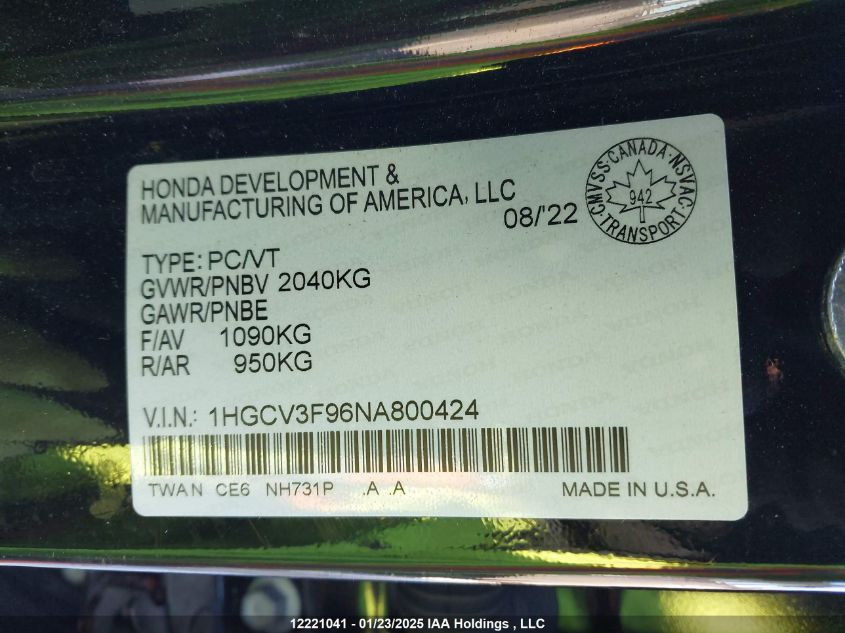 HONDA DEVELOPMENT &
MANUFACTURING OF AMERICA, LLC
08/'22
CMVSS • CANADA • NSVAC • TRANSPORT
942
TYPE: PC/VT
GVWR/PNBV 2040KG
GAWR/PNBE
F/AV 1090KG
R/AR 950KG
V.I.N.: 1HGCV3F96NA800424
TWAN CE6 NH731P .A .A
MADE IN U.S.A.
12221041 - 01/23/2025 IAA Holdings , LLC